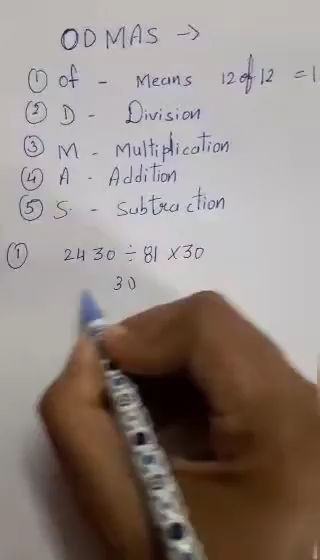 ODMAS →
① of - Means 12 of 12 = 1
② D - Division
③ M - Multiplication
④ A - Addition
⑤ S - Subtraction
① 2430 ÷ 81 × 30
30